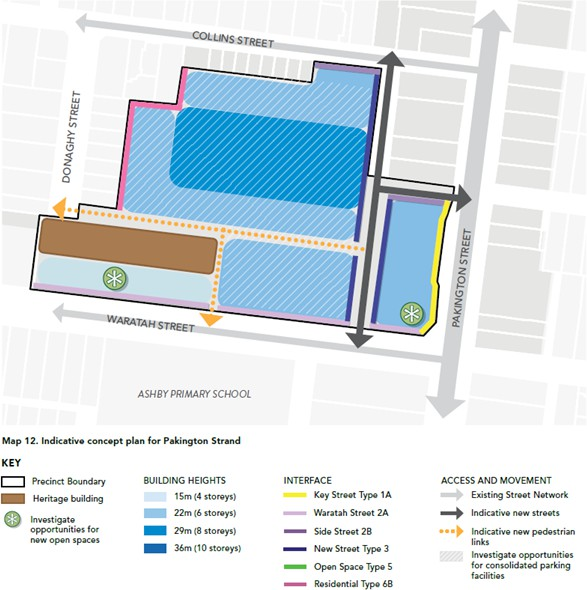 COLLINS STREET
DONAGHY STREET
PAKINGTON STREET
WARATAH STREET
ASHBY PRIMARY SCHOOL
Map 12. Indicative concept plan for Pakington Strand
KEY
Precinct Boundary
Heritage building
Investigate
opportunities for
new open spaces
BUILDING HEIGHTS
15m (4 storeys)
22m (6 storeys)
29m (8 storeys)
36m (10 storeys)
INTERFACE
Key Street Type 1A
Waratah Street 2A
Side Street 2B
New Street Type 3
Open Space Type 5
Residential Type 6B
ACCESS AND MOVEMENT
Existing Street Network
Indicative new streets
Indicative new pedestrian
links
Investigate opportunities
for consolidated parking
facilities